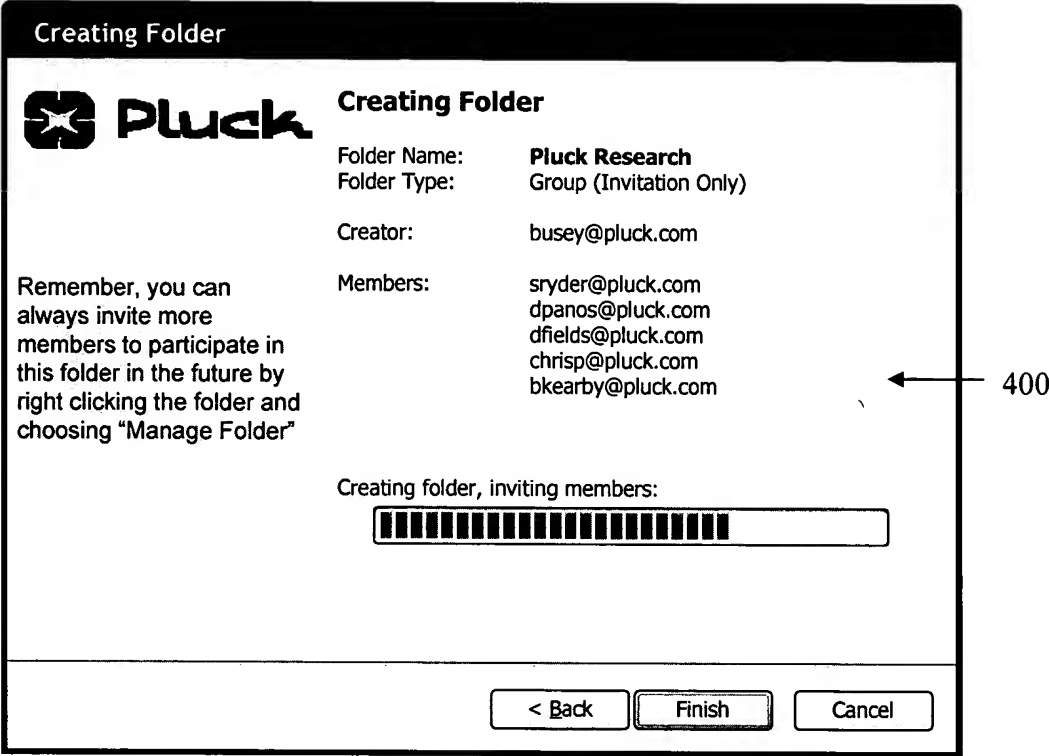 Creating Folder
Pluck
Creating Folder
Folder Name: Pluck Research
Folder Type: Group (Invitation Only)
Creator: busey@pluck.com
Members: sryder@pluck.com
dpanos@pluck.com
dfields@pluck.com
chrisp@pluck.com
bkearby@pluck.com
Remember, you can
always invite more
members to participate in
this folder in the future by
right clicking the folder and
choosing “Manage Folder”
400
Creating folder, inviting members:
< Back Finish Cancel